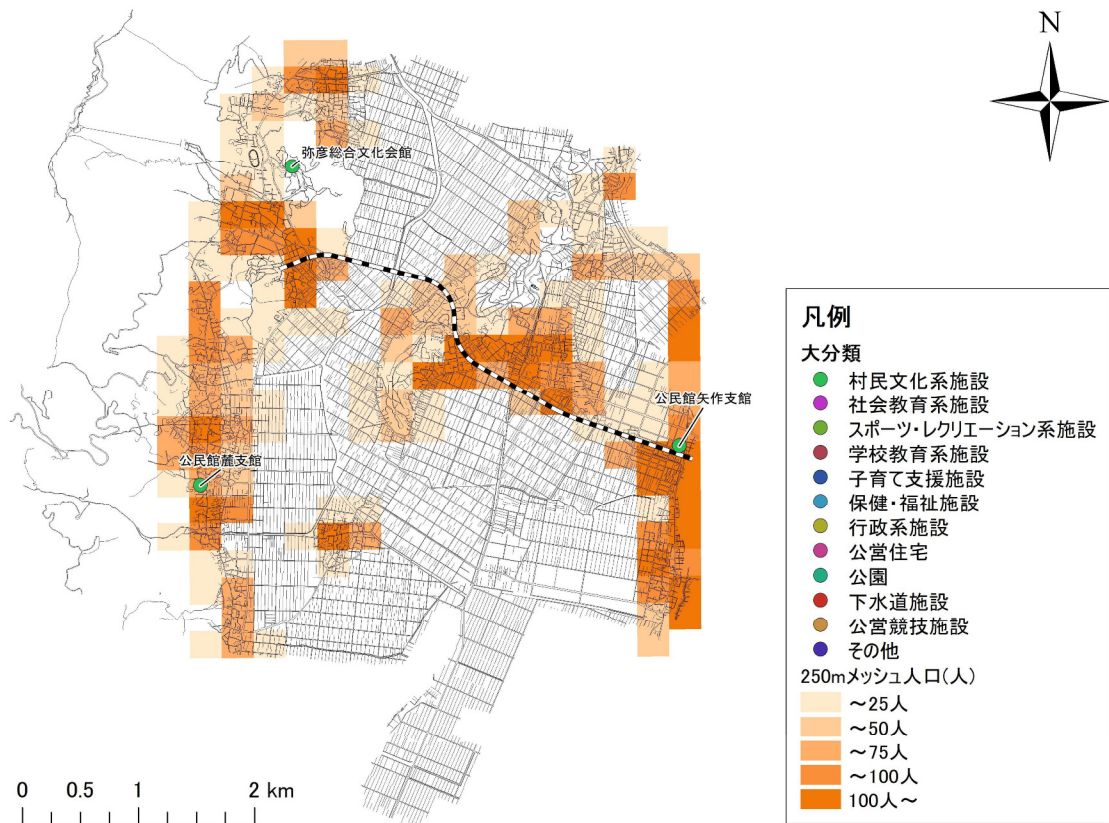 N
弥彦総合文化会館
公民館矢作支館
公民館麓支館
凡例
大分類
村民文化系施設
社会教育系施設
スポーツ・レクリエーション系施設
学校教育系施設
子育て支援施設
保健・福祉施設
行政系施設
公営住宅
公園
下水道施設
公営競技施設
その他
250mメッシュ人口(人)
～25人
～50人
～75人
～100人
100人～
0 0.5 1 2 km